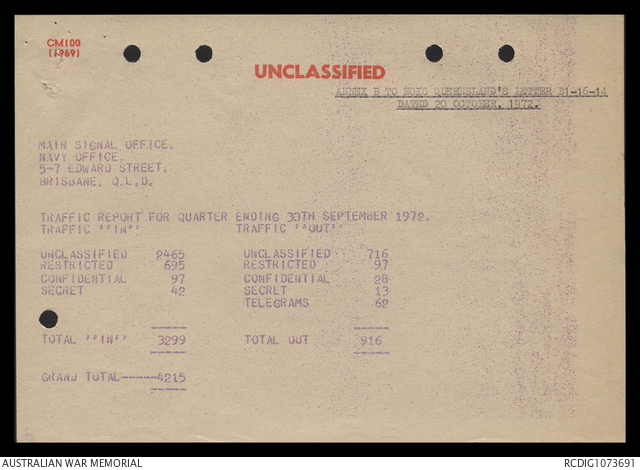 CM100
(1969)
UNCLASSIFIED
ANNEX B TO NOIC QUEENSLAND'S LETTER B1-16-14
DATED 20 OCTOBER, 1972.
MAIN SIGNAL OFFICE,
NAVY OFFICE,
5-7 EDWARD STREET,
BRISBANE, Q.L.D.
TRAFFIC REPORT FOR QUARTER ENDING 30TH SEPTEMBER 1972.
TRAFFIC ''IN'' TRAFFIC ''OUT''
UNCLASSIFIED 2465 UNCLASSIFIED 716
RESTRICTED 695 RESTRICTED 97
CONFIDENTIAL 97 CONFIDENTIAL 28
SECRET 42 SECRET 13
TELEGRAMS 62
TOTAL ''IN'' 3299 TOTAL OUT 916
GRAND TOTAL-----4215
AUSTRALIAN WAR MEMORIAL RCDIG1073691